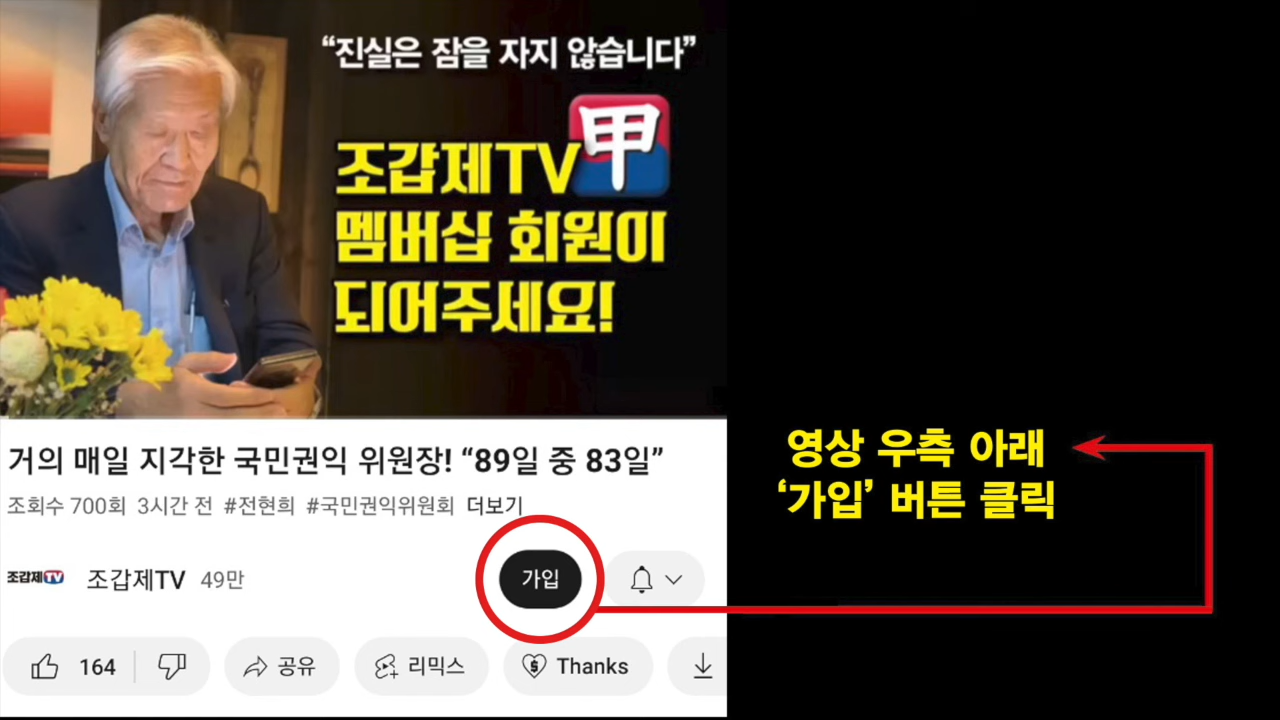 “진실은 잠을 자지 않습니다”
조갑제TV 甲
멤버십 회원이
되어주세요!
거의 매일 지각한 국민권익 위원장! “89일 중 83일”
조회수 700회 3시간 전 #전현희 #국민권익위원회 더보기
조갑제TV 조갑제TV 49만 가입
164 공유 리믹스 Thanks
영상 우측 아래
‘가입’ 버튼 클릭